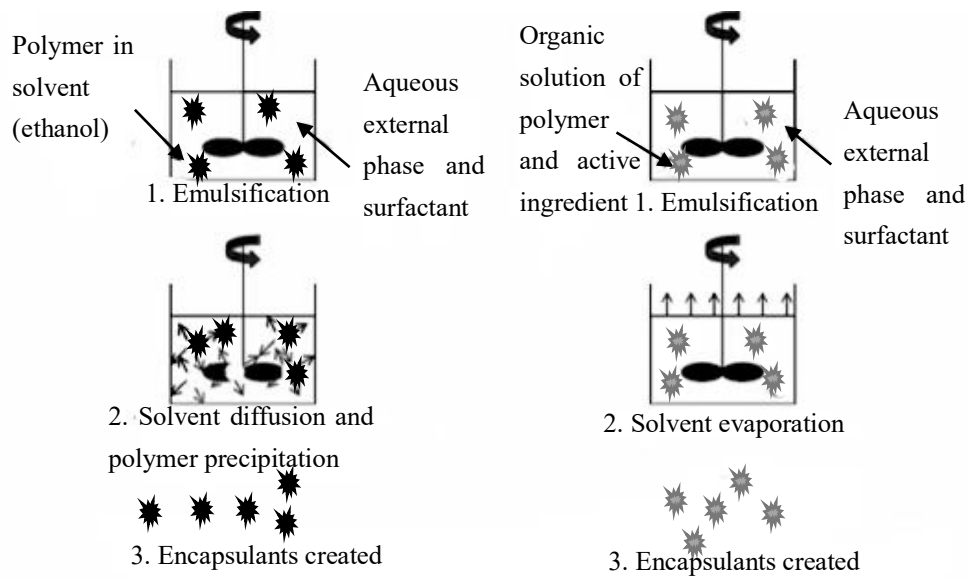 Polymer in
solvent
(ethanol)
Aqueous
external
phase and
surfactant
1. Emulsification
2. Solvent diffusion and
polymer precipitation
3. Encapsulants created
Organic
solution of
polymer
and active
ingredient
1. Emulsification
Aqueous
external
phase and
surfactant
2. Solvent evaporation
3. Encapsulants created